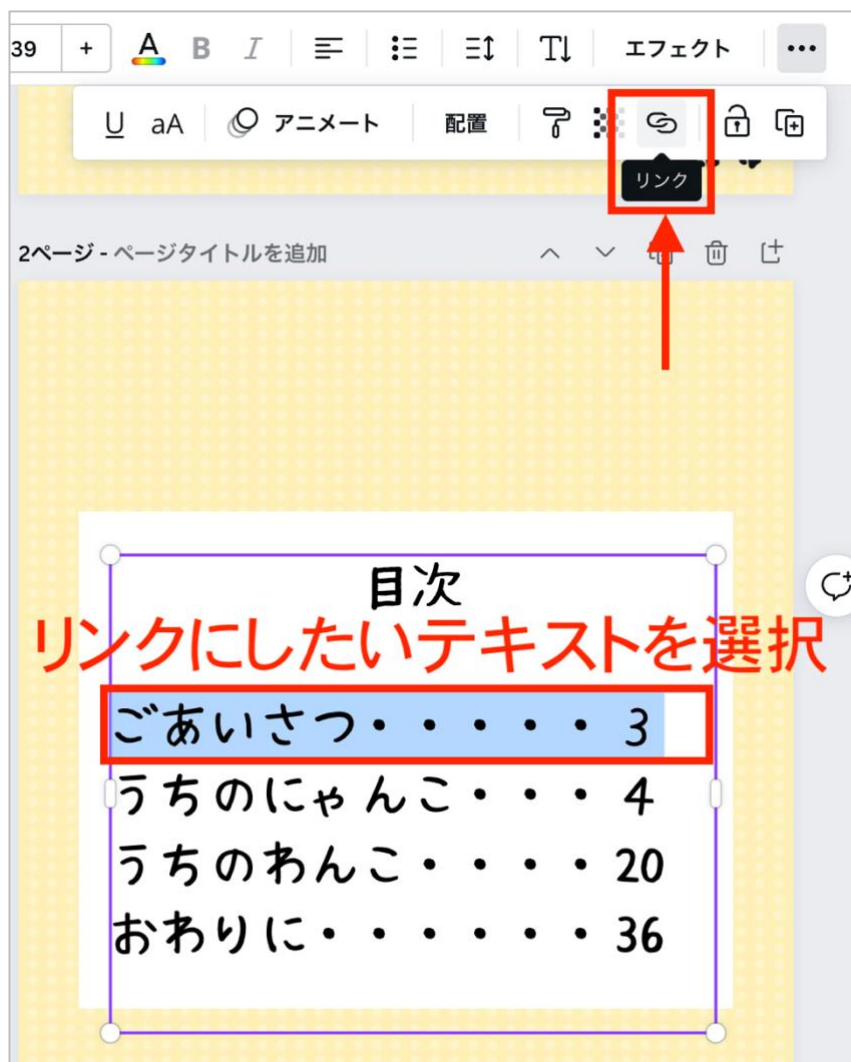 39 + A B I エフェクト ...
U aA アニメート 配置
リンク
2ページ - ページタイトルを追加
目次
リンクにしたいテキストを選択
ごあいさつ・・・・・3
うちのにゃんこ・・・4
うちのわんこ・・・・20
おわりに・・・・・・36